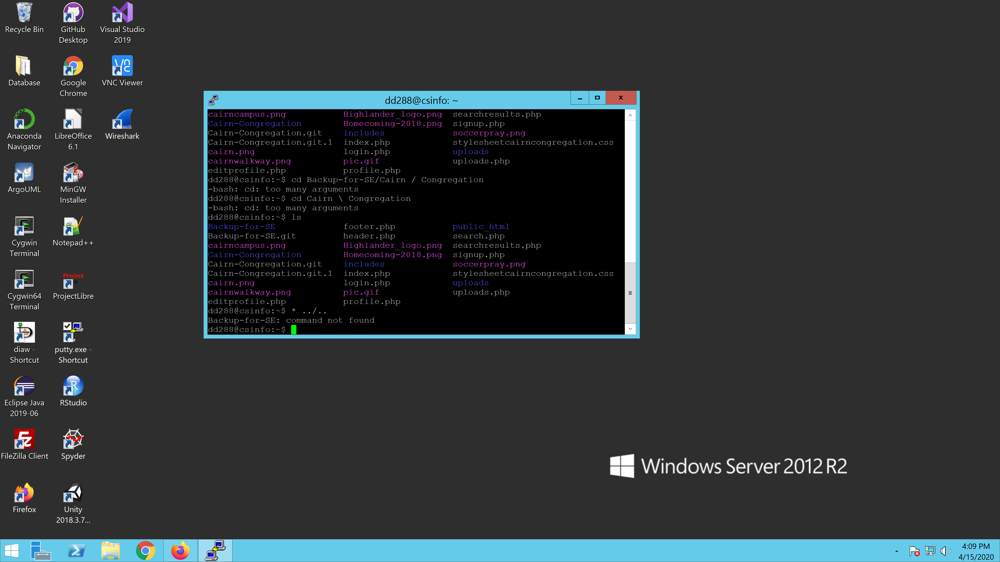 Recycle Bin
GitHub
Desktop
Visual Studio
2019
Database
Google
Chrome
VNC Viewer
Anaconda
Navigator
LibreOffice
6.1
Wireshark
ArgoUML
MinGW
Installer
Cygwin
Terminal
Notepad++
Cygwin64
Terminal
Project
ProjectLibre
diaw -
Shortcut
putty.exe -
Shortcut
Eclipse Java
2019-06
RStudio
FileZilla Client
Spyder
Firefox
Unity
2018.3.7...
dd288@csinfo: ~
cairncampus.png Highlander_logo.png searchresults.php
Cairn-Congregation Homecoming-2018.png signup.php
Cairn-Congregation.git includes soccerpray.png
Cairn-Congregation.git.1 index.php stylesheetcairncongregation.css
cairn.png login.php uploads
cairnwalkway.png pic.gif uploads.php
editprofile.php profile.php
dd288@csinfo:~$ cd Backup-for-SE/Cairn / Congregation
-bash: cd: too many arguments
dd288@csinfo:~$ cd Cairn \ Congregation
-bash: cd: too many arguments
dd288@csinfo:~$ ls
Backup-for-SE footer.php public_html
Backup-for-SE.git header.php search.php
cairncampus.png Highlander_logo.png searchresults.php
Cairn-Congregation Homecoming-2018.png signup.php
Cairn-Congregation.git includes soccerpray.png
Cairn-Congregation.git.1 index.php stylesheetcairncongregation.css
cairn.png login.php uploads
cairnwalkway.png pic.gif uploads.php
editprofile.php profile.php
dd288@csinfo:~$ * ../..
Backup-for-SE: command not found
dd288@csinfo:~$
Windows Server 2012 R2
4:09 PM
4/15/2020